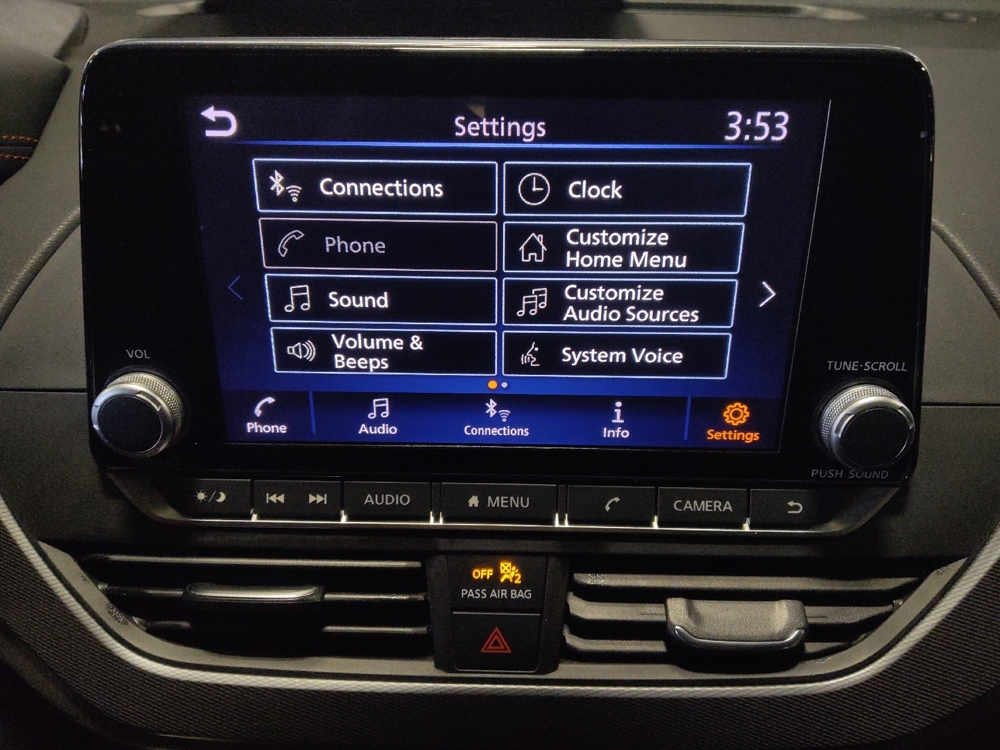 Settings
3:53
Connections
Clock
Phone
Customize
Home Menu
Sound
Customize
Audio Sources
Volume &
Beeps
System Voice
VOL
TUNE·SCROLL
Phone
Audio
Connections
Info
Settings
PUSH SOUND
AUDIO
MENU
CAMERA
OFF 2
PASS AIR BAG